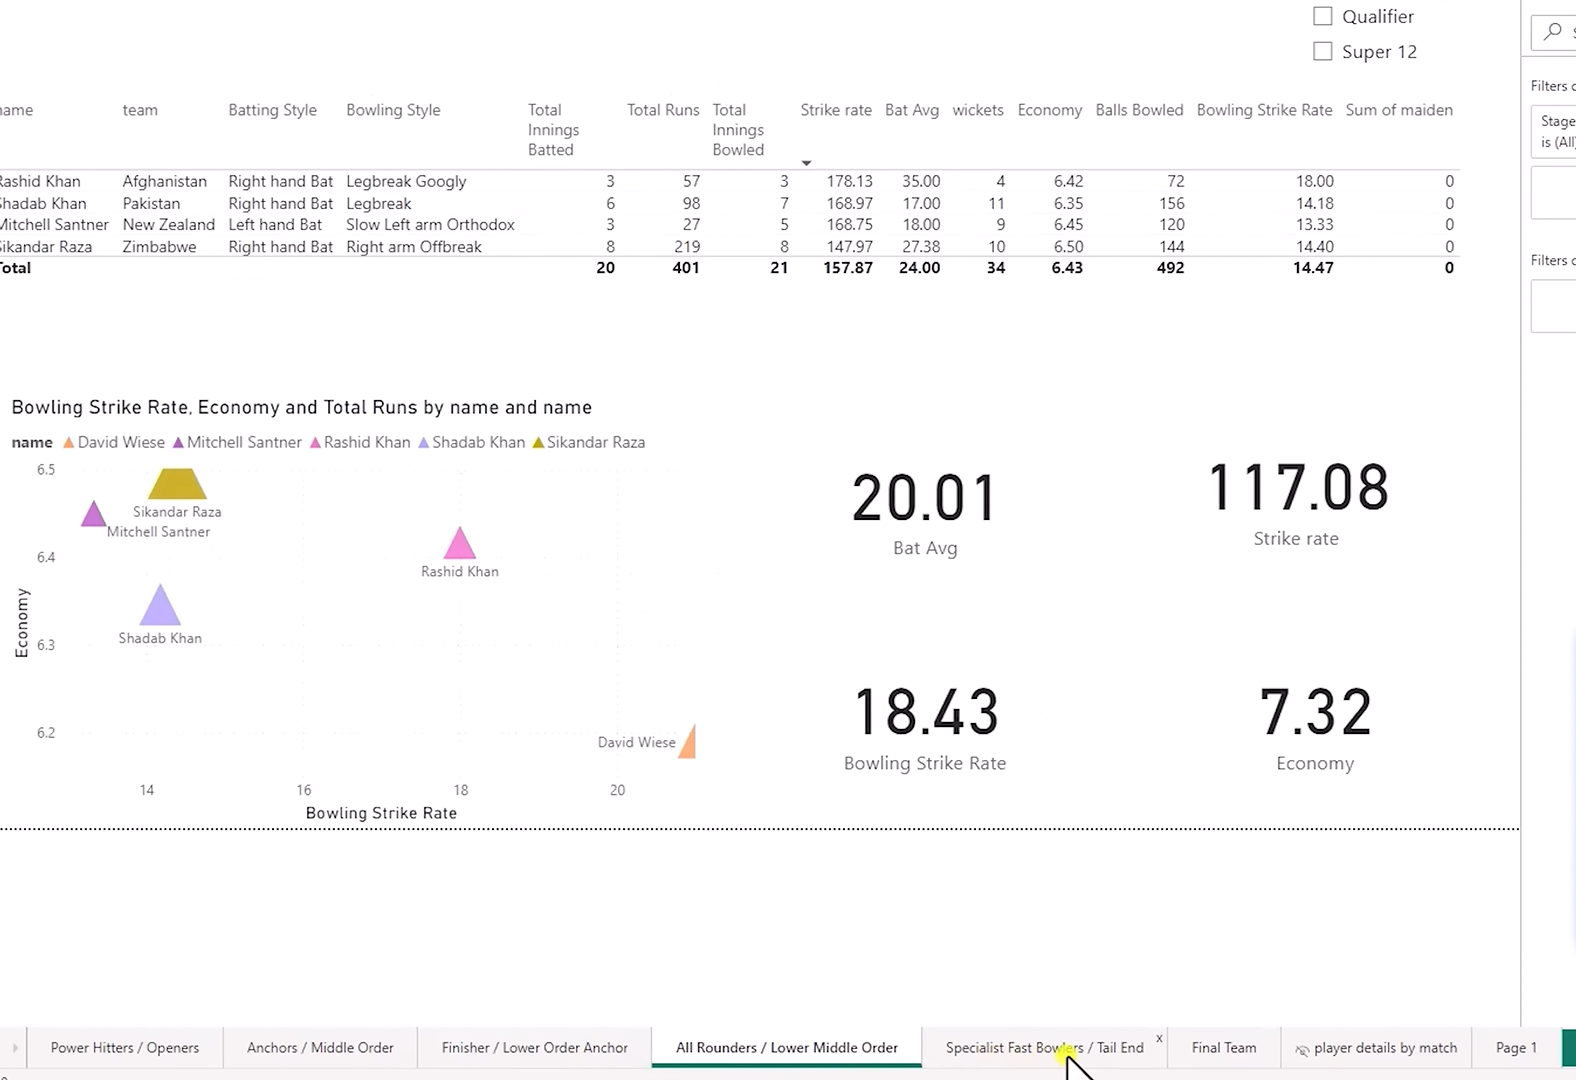 Qualifier
Super 12
Filters
Stage
is (All)
Filters
name team Batting Style Bowling Style Total Innings Batted Total Runs Total Innings Bowled Strike rate Bat Avg wickets Economy Balls Bowled Bowling Strike Rate Sum of maiden
Rashid Khan Afghanistan Right hand Bat Legbreak Googly 3 57 3 178.13 35.00 4 6.42 72 18.00 0
Shadab Khan Pakistan Right hand Bat Legbreak 6 98 7 168.97 17.00 11 6.35 156 14.18 0
Mitchell Santner New Zealand Left hand Bat Slow Left arm Orthodox 3 27 5 168.75 18.00 9 6.45 120 13.33 0
Sikandar Raza Zimbabwe Right hand Bat Right arm Offbreak 8 219 8 147.97 27.38 10 6.50 144 14.40 0
Total 20 401 21 157.87 24.00 34 6.43 492 14.47 0
Bowling Strike Rate, Economy and Total Runs by name and name
name David Wiese Mitchell Santner Rashid Khan Shadab Khan Sikandar Raza
6.5
6.4
6.3
6.2
Economy
Sikandar Raza
Mitchell Santner
Rashid Khan
Shadab Khan
David Wiese
14 16 18 20
Bowling Strike Rate
20.01
Bat Avg
117.08
Strike rate
18.43
Bowling Strike Rate
7.32
Economy
Power Hitters / Openers Anchors / Middle Order Finisher / Lower Order Anchor All Rounders / Lower Middle Order Specialist Fast Bowlers / Tail End x Final Team player details by match Page 1